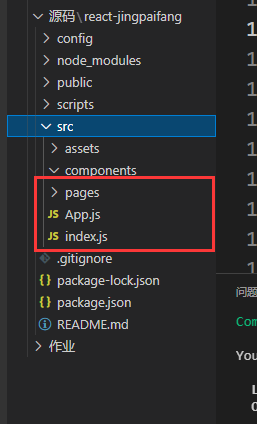 源码\react-jingpaifang
config
node_modules
public
scripts
src
assets
components
pages
JS App.js
JS index.js
.gitignore
package-lock.json
package.json
README.md
作业
1
1
1
1
1
1
1
1
1
1
问题
Com
You
L